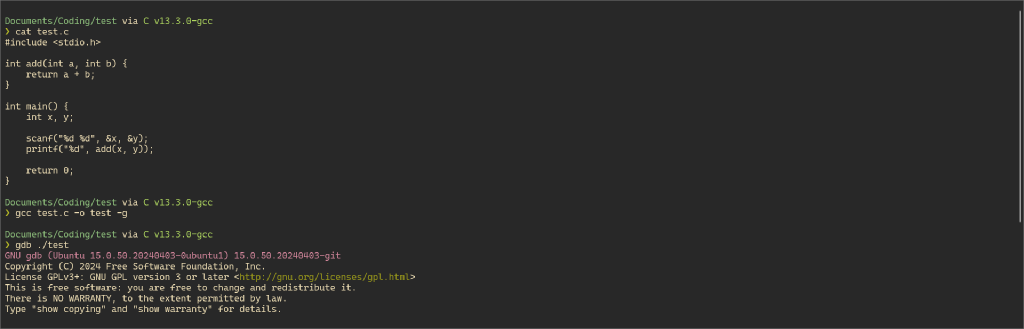 Documents/Coding/test via C v13.3.0-gcc
❯ cat test.c
#include <stdio.h>

int add(int a, int b) {
    return a + b;
}

int main() {
    int x, y;

    scanf("%d %d", &x, &y);
    printf("%d", add(x, y));

    return 0;
}

Documents/Coding/test via C v13.3.0-gcc
❯ gcc test.c -o test -g

Documents/Coding/test via C v13.3.0-gcc
❯ gdb ./test
GNU gdb (Ubuntu 15.0.50.20240403-0ubuntu1) 15.0.50.20240403-git
Copyright (C) 2024 Free Software Foundation, Inc.
License GPLv3+: GNU GPL version 3 or later <http://gnu.org/licenses/gpl.html>
This is free software: you are free to change and redistribute it.
There is NO WARRANTY, to the extent permitted by law.
Type "show copying" and "show warranty" for details.